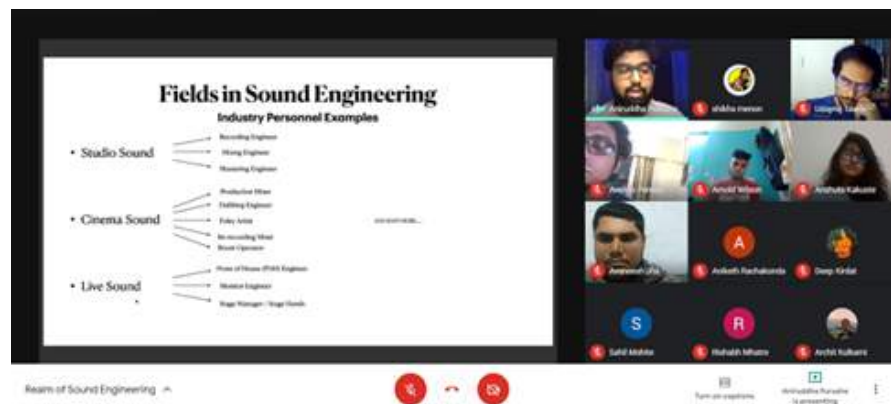 Fields in Sound Engineering
Industry Personnel Examples
• Studio Sound
Recording Engineer
Mixing Engineer
Mastering Engineer
• Cinema Sound
Production Mixer
Dubbing Engineer
Foley Artist
Re-recording Mixer
Boom Operator
• Live Sound
Front of House (FOH) Engineer
Monitor Engineer
Stage Manager / Stage Hands
Aniruddha
shikha menon
Arnold Wilson
Anshuta Kakuste
A
Aniketh Rachakonda
Deep Kirdat
S
Sahil Mohite
R
Rishabh Mhatre
Archit Kulkarni
Realm of Sound Engineering
Turn on captions
Aniruddha
is presenting